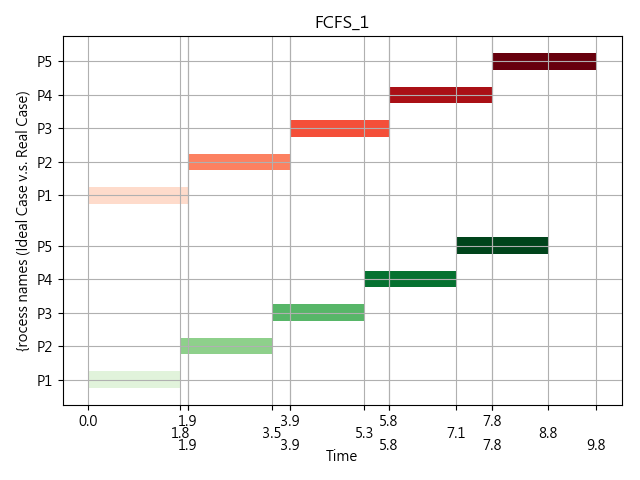 FCFS_1
{rocess names (Ideal Case v.s. Real Case)
P5
P4
P3
P2
P1
P5
P4
P3
P2
P1
0.0 1.9 3.9 5.8 7.8
1.8 3.5 5.3 7.1 8.8
1.9 3.9 5.8 7.8 9.8
Time